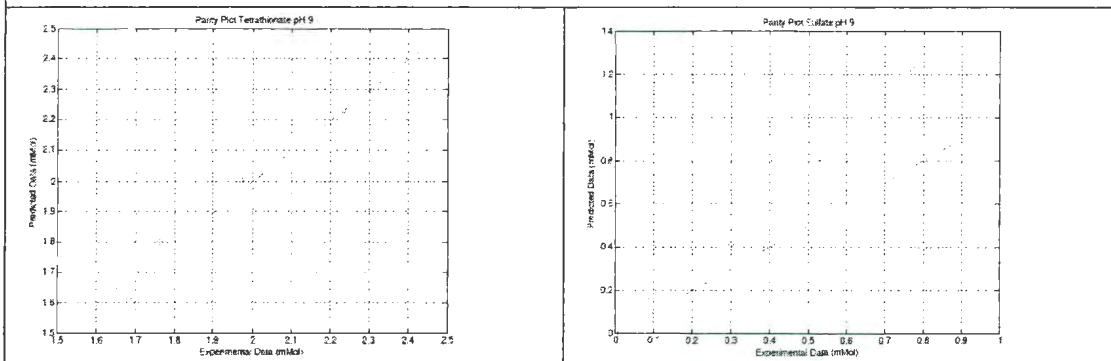 Parity Plot Tetrathionate pH 9
2.5
2.4
2.3
2.2
2.1
2
1.9
1.8
1.7
1.6
1.5
Predicted Data (mMol)
1.5 1.6 1.7 1.8 1.9 2 2.1 2.2 2.3 2.4 2.5
Experimental Data (mMol)
Parity Plot Sulfate pH 9
1.4
1.2
1
0.8
0.6
0.4
0.2
0
Predicted Data (mMol)
0 0.1 0.2 0.3 0.4 0.5 0.6 0.7 0.8 0.9 1
Experimental Data (mMol)